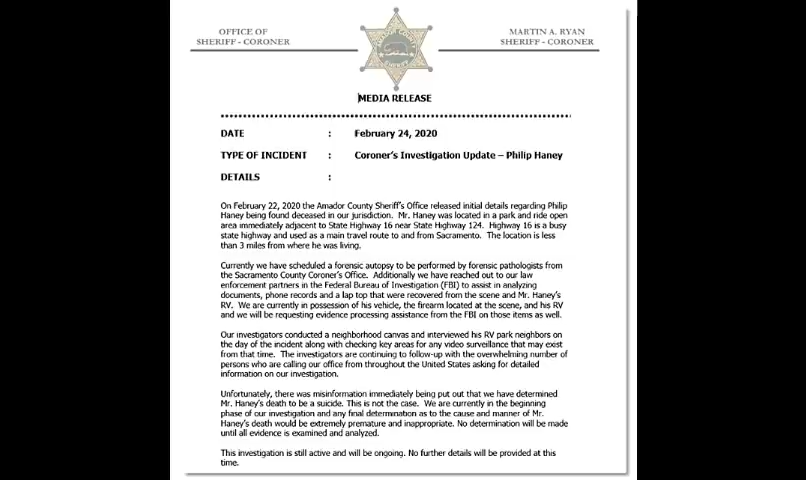 OFFICE OF
SHERIFF - CORONER
MARTIN A. RYAN
SHERIFF - CORONER
MEDIA RELEASE
DATE : February 24, 2020
TYPE OF INCIDENT : Coroner's Investigation Update – Philip Haney
DETAILS :
On February 22, 2020 the Amador County Sheriff's Office released initial details regarding Philip
Haney being found deceased in our jurisdiction. Mr. Haney was located in a park and ride open
area immediately adjacent to State Highway 16 near State Highway 124. Highway 16 is a busy
state highway and used as a main travel route to and from Sacramento. The location is less
than 3 miles from where he was living.
Currently we have scheduled a forensic autopsy to be performed by forensic pathologists from
the Sacramento County Coroner's Office. Additionally we have reached out to our law
enforcement partners in the Federal Bureau of Investigation (FBI) to assist in analyzing
documents, phone records and a lap top that were recovered from the scene and Mr. Haney's
RV. We are currently in possession of his vehicle, the firearm located at the scene, and his RV
and we will be requesting evidence processing assistance from the FBI on those items as well.
Our investigators conducted a neighborhood canvas and interviewed his RV park neighbors on
the day of the incident along with checking key areas for any video surveillance that may exist
from that time. The investigators are continuing to follow-up with the overwhelming number of
persons who are calling our office from throughout the United States asking for detailed
information on our investigation.
Unfortunately, there was misinformation immediately being put out that we have determined
Mr. Haney's death to be a suicide. This is not the case. We are currently in the beginning
phase of our investigation and any final determination as to the cause and manner of Mr.
Haney's death would be extremely premature and inappropriate. No determination will be made
until all evidence is examined and analyzed.
This investigation is still active and will be ongoing. No further details will be provided at this
time.